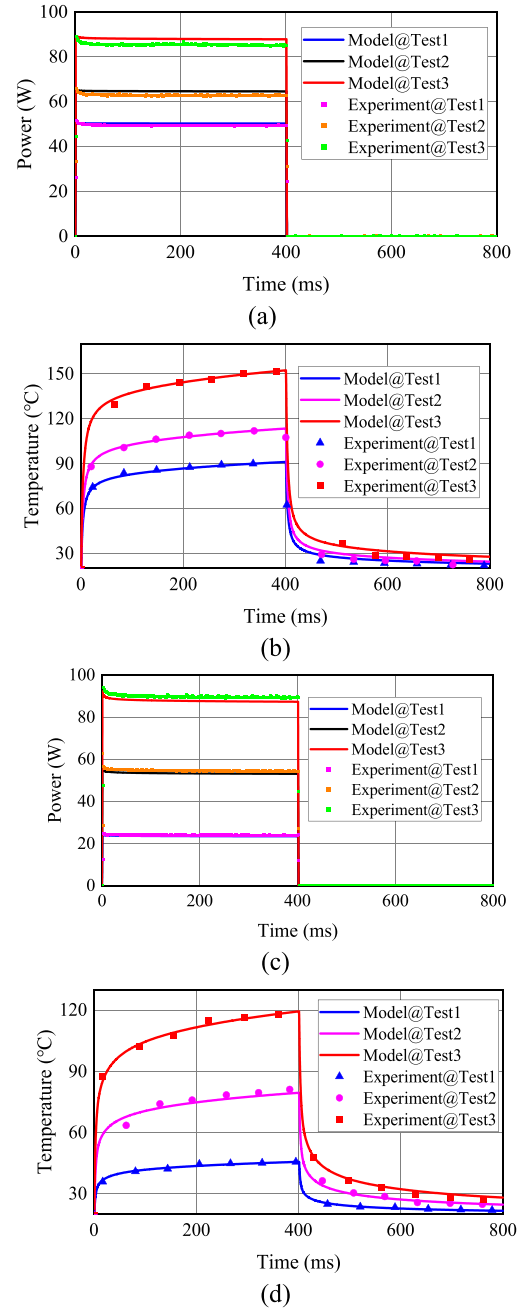 100
80
60
40
20
0
Power (W)
Model@Test1
Model@Test2
Model@Test3
Experiment@Test1
Experiment@Test2
Experiment@Test3
0 200 400 600 800
Time (ms)
(a)
150
120
90
60
30
Temperature (°C)
Model@Test1
Model@Test2
Model@Test3
Experiment@Test1
Experiment@Test2
Experiment@Test3
0 200 400 600 800
Time (ms)
(b)
100
80
60
40
20
0
Power (W)
Model@Test1
Model@Test2
Model@Test3
Experiment@Test1
Experiment@Test2
Experiment@Test3
0 200 400 600 800
Time (ms)
(c)
120
90
60
30
Temperature (°C)
Model@Test1
Model@Test2
Model@Test3
Experiment@Test1
Experiment@Test2
Experiment@Test3
0 200 400 600 800
Time (ms)
(d)